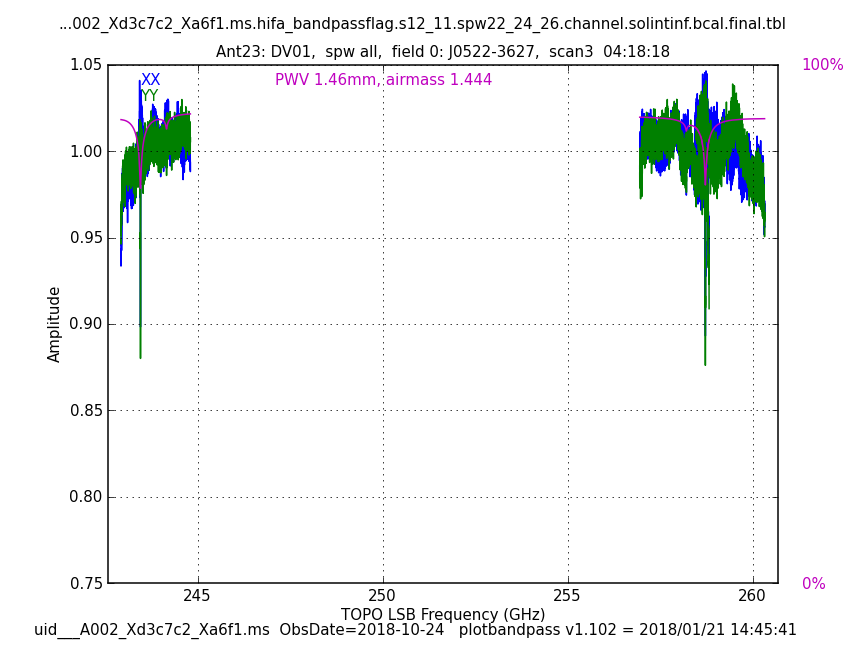 ...002_Xd3c7c2_Xa6f1.ms.hifa_bandpassflag.s12_11.spw22_24_26.channel.solintinf.bcal.final.tbl
Ant23: DV01,  spw all,  field 0: J0522-3627,  scan3  04:18:18
1.05
100%
XX
PWV 1.46mm, airmass 1.444
YY
1.00
0.95
0.90
Amplitude
0.85
0.80
0.75
0%
245
250
255
260
TOPO LSB Frequency (GHz)
uid___A002_Xd3c7c2_Xa6f1.ms  ObsDate=2018-10-24   plotbandpass v1.102 = 2018/01/21 14:45:41